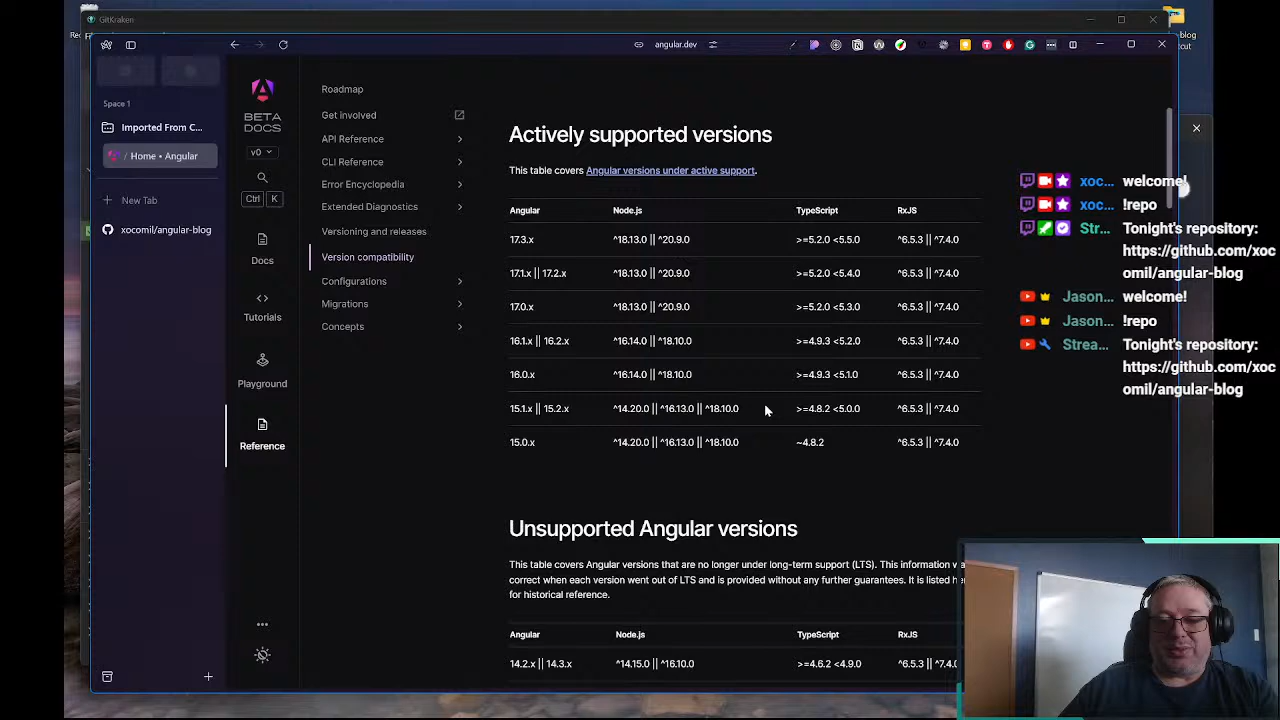 GitKraken
angular.dev
Space 1
Imported From C...
/ Home • Angular
New Tab
xocomil/angular-blog
BETA
DOCS
v0
Ctrl
K
Docs
Tutorials
Playground
Reference
Roadmap
Get involved
API Reference
CLI Reference
Error Encyclopedia
Extended Diagnostics
Versioning and releases
Version compatibility
Configurations
Migrations
Concepts
Actively supported versions
This table covers Angular versions under active support.
Angular Node.js TypeScript RxJS
17.3.x ^18.13.0 || ^20.9.0 >=5.2.0 <5.5.0 ^6.5.3 || ^7.4.0
17.1.x || 17.2.x ^18.13.0 || ^20.9.0 >=5.2.0 <5.4.0 ^6.5.3 || ^7.4.0
17.0.x ^18.13.0 || ^20.9.0 >=5.2.0 <5.3.0 ^6.5.3 || ^7.4.0
16.1.x || 16.2.x ^16.14.0 || ^18.10.0 >=4.9.3 <5.2.0 ^6.5.3 || ^7.4.0
16.0.x ^16.14.0 || ^18.10.0 >=4.9.3 <5.1.0 ^6.5.3 || ^7.4.0
15.1.x || 15.2.x ^14.20.0 || ^16.13.0 || ^18.10.0 >=4.8.2 <5.0.0 ^6.5.3 || ^7.4.0
15.0.x ^14.20.0 || ^16.13.0 || ^18.10.0 ~4.8.2 ^6.5.3 || ^7.4.0
Unsupported Angular versions
This table covers Angular versions that are no longer under long-term support (LTS). This information w
correct when each version went out of LTS and is provided without any further guarantees. It is listed he
for historical reference.
Angular Node.js TypeScript RxJS
14.2.x || 14.3.x ^14.15.0 || ^16.10.0 >=4.6.2 <4.9.0 ^6.5.3 || ^7.4.0
xoc... welcome!
xoc... !repo
Str... Tonight's repository:
https://github.com/xoc
omil/angular-blog
Jason... welcome!
Jason... !repo
Strea... Tonight's repository:
https://github.com/xoc
omil/angular-blog